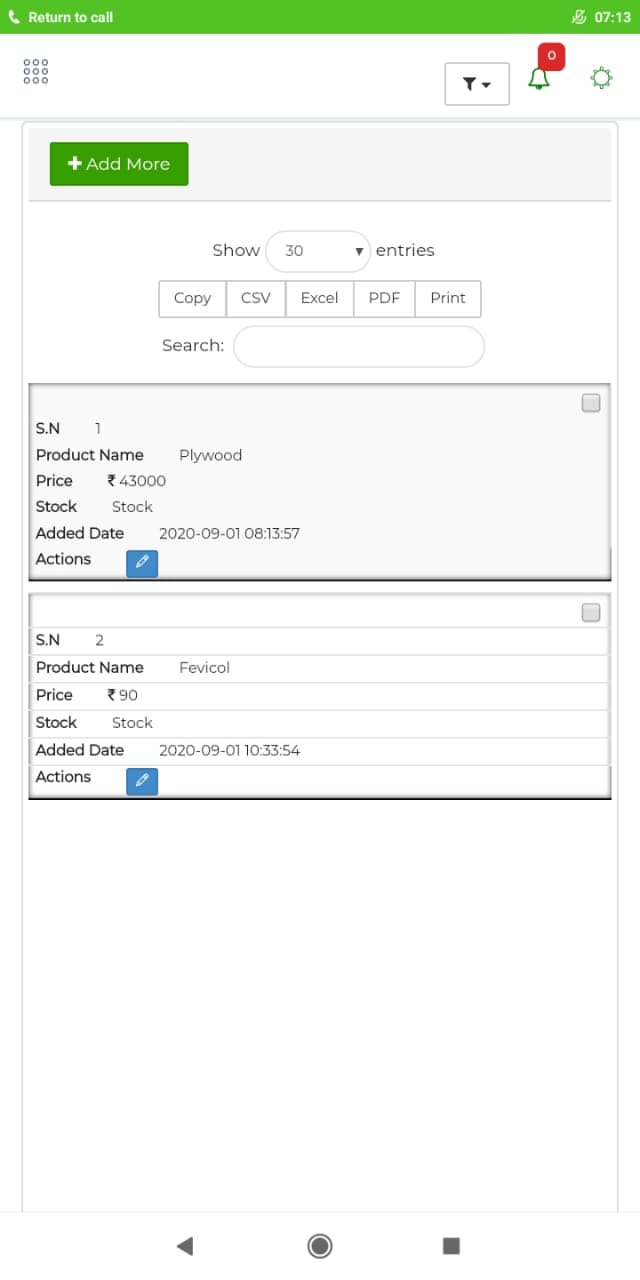 Return to call 07:13
0
+ Add More
Show 30 entries
Copy CSV Excel PDF Print
Search:
S.N 1
Product Name Plywood
Price ₹ 43000
Stock Stock
Added Date 2020-09-01 08:13:57
Actions
S.N 2
Product Name Fevicol
Price ₹ 90
Stock Stock
Added Date 2020-09-01 10:33:54
Actions